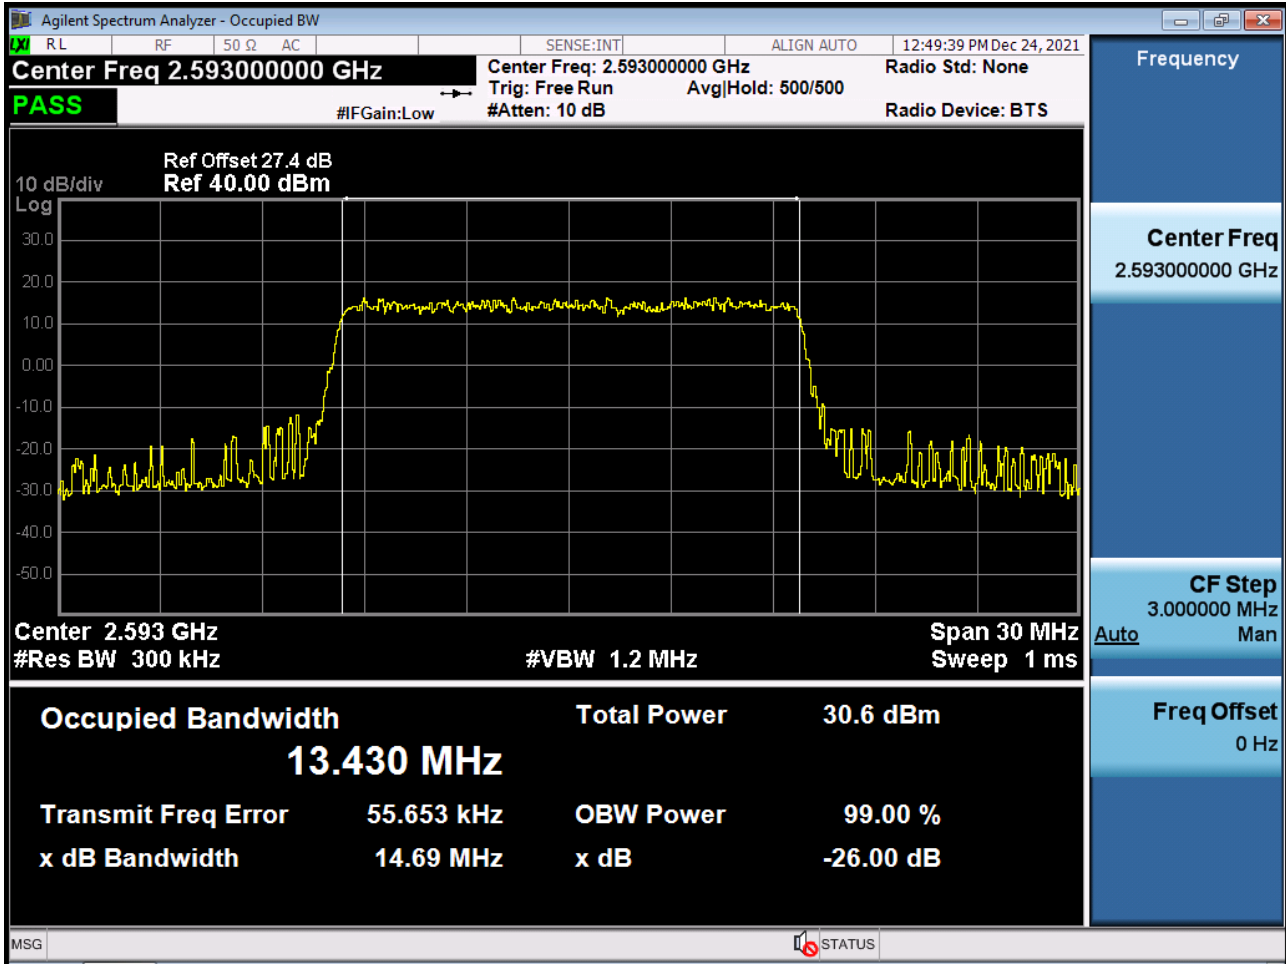 Agilent Spectrum Analyzer - Occupied BW
LXI RL RF 50 Ω AC SENSE:INT ALIGN AUTO 12:49:39 PM Dec 24, 2021
Center Freq 2.593000000 GHz
Center Freq: 2.593000000 GHz
Radio Std: None
Trig: Free Run Avg|Hold: 500/500
PASS
#IFGain:Low
#Atten: 10 dB
Radio Device: BTS
Ref Offset 27.4 dB
10 dB/div Ref 40.00 dBm
Log
30.0
20.0
10.0
0.00
-10.0
-20.0
-30.0
-40.0
-50.0
Center 2.593 GHz Span 30 MHz
#Res BW 300 kHz #VBW 1.2 MHz Sweep 1 ms
Occupied Bandwidth Total Power 30.6 dBm
13.430 MHz
Transmit Freq Error 55.653 kHz OBW Power 99.00 %
x dB Bandwidth 14.69 MHz x dB -26.00 dB
MSG STATUS
Frequency
Center Freq
2.593000000 GHz
CF Step
3.000000 MHz
Auto Man
Freq Offset
0 Hz